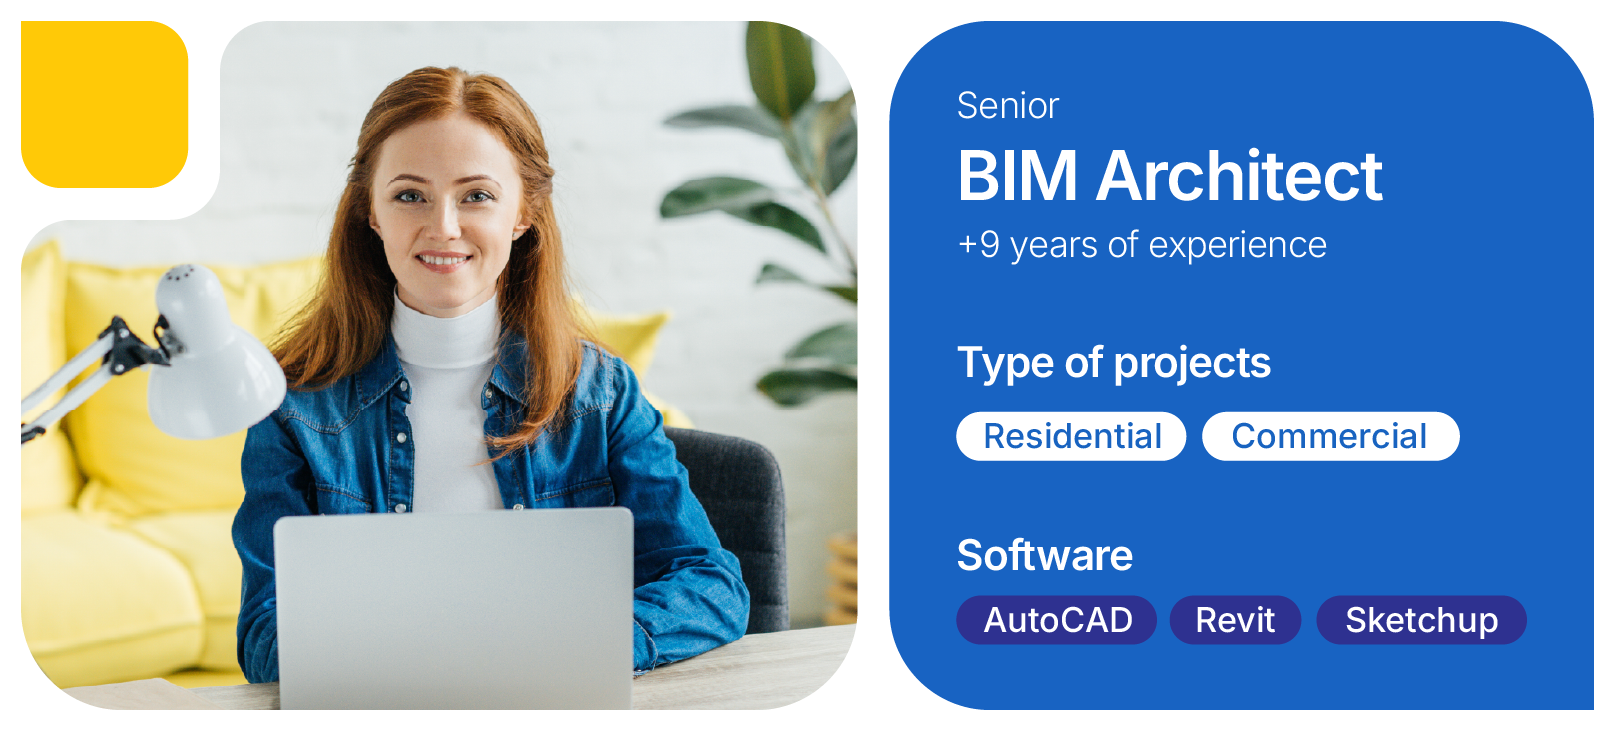 Senior
BIM Architect
+9 years of experience
Type of projects
Residential Commercial
Software
AutoCAD Revit Sketchup